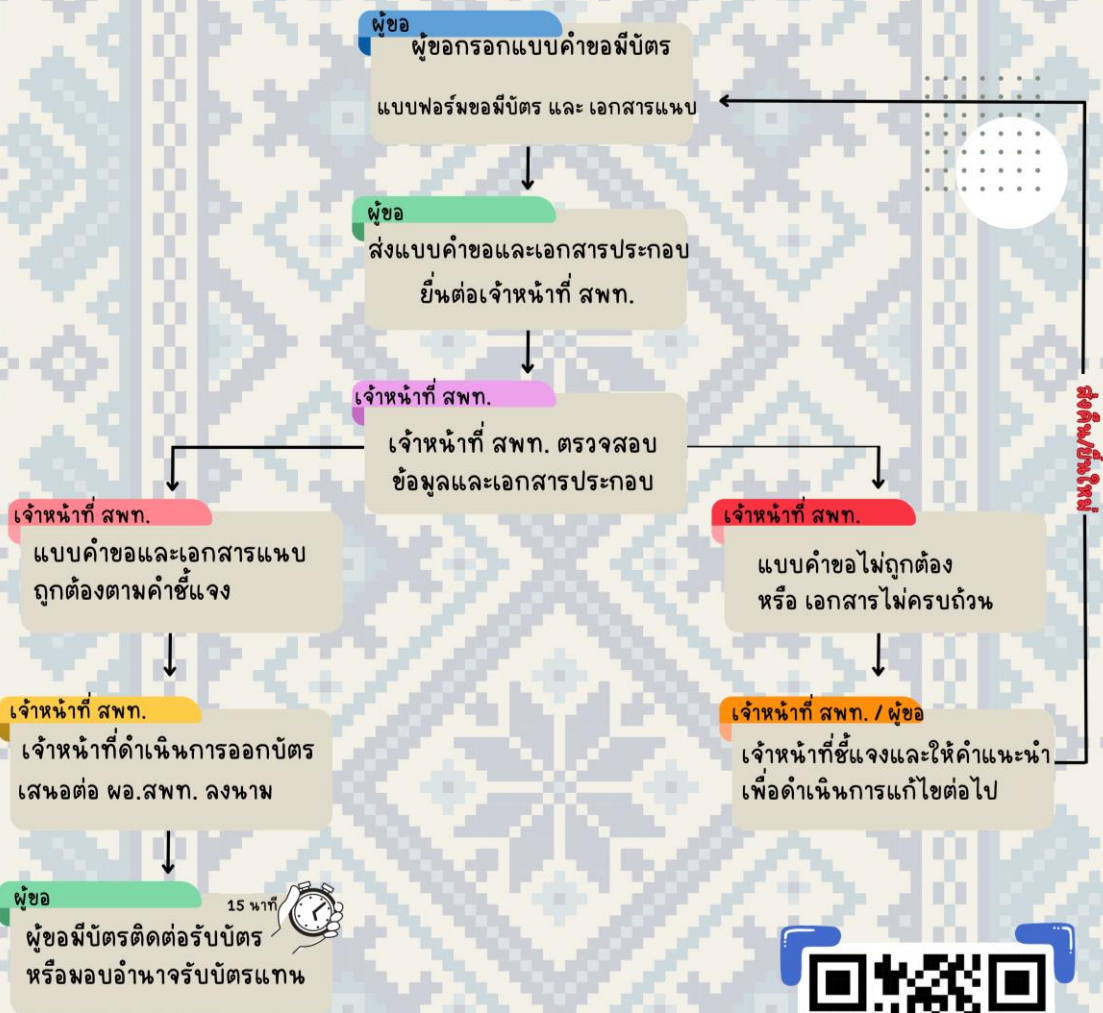 ผู้ขอ
ผู้ขอกรอกแบบคำขอมีบัตร
แบบฟอร์มขอมีบัตร และ เอกสารแนบ
ผู้ขอ
ส่งแบบคำขอและเอกสารประกอบ
ยื่นต่อเจ้าหน้าที่ สพท.
เจ้าหน้าที่ สพท.
เจ้าหน้าที่ สพท. ตรวจสอบ
ข้อมูลและเอกสารประกอบ
ส่งคืน/ยื่นใหม่
เจ้าหน้าที่ สพท.
แบบคำขอและเอกสารแนบ
ถูกต้องตามคำชี้แจง
เจ้าหน้าที่ สพท.
แบบคำขอไม่ถูกต้อง
หรือ เอกสารไม่ครบถ้วน
เจ้าหน้าที่ สพท.
เจ้าหน้าที่ดำเนินการออกบัตร
เสนอต่อ ผอ.สพท. ลงนาม
เจ้าหน้าที่ สพท. / ผู้ขอ
เจ้าหน้าที่ชี้แจงและให้คำแนะนำ
เพื่อดำเนินการแก้ไขต่อไป
ผู้ขอ
15 นาที
ผู้ขอมีบัตรติดต่อรับบัตร
หรือมอบอำนาจรับบัตรแทน